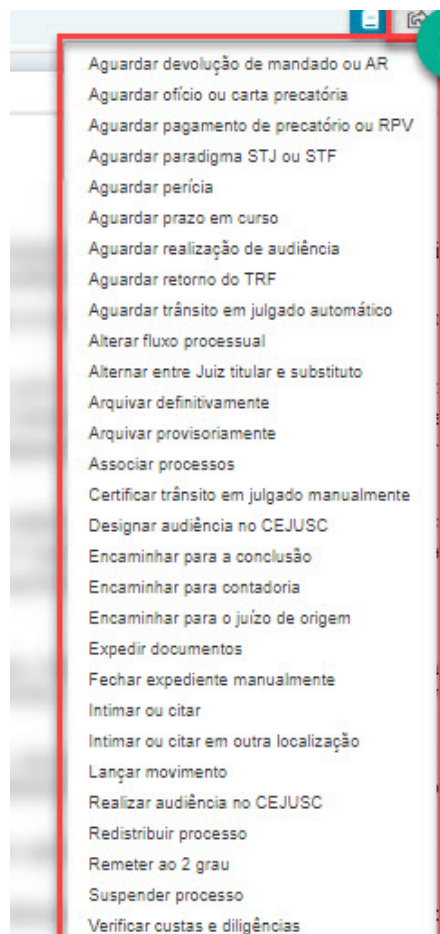 Aguardar devolução de mandado ou AR
Aguardar ofício ou carta precatória
Aguardar pagamento de precatório ou RPV
Aguardar paradigma STJ ou STF
Aguardar perícia
Aguardar prazo em curso
Aguardar realização de audiência
Aguardar retorno do TRF
Aguardar trânsito em julgado automático
Alterar fluxo processual
Alternar entre Juiz titular e substituto
Arquivar definitivamente
Arquivar provisoriamente
Associar processos
Certificar trânsito em julgado manualmente
Designar audiência no CEJUSC
Encaminhar para a conclusão
Encaminhar para contadoria
Encaminhar para o juízo de origem
Expedir documentos
Fechar expediente manualmente
Intimar ou citar
Intimar ou citar em outra localização
Lançar movimento
Realizar audiência no CEJUSC
Redistribuir processo
Remeter ao 2 grau
Suspender processo
Verificar custas e diligências